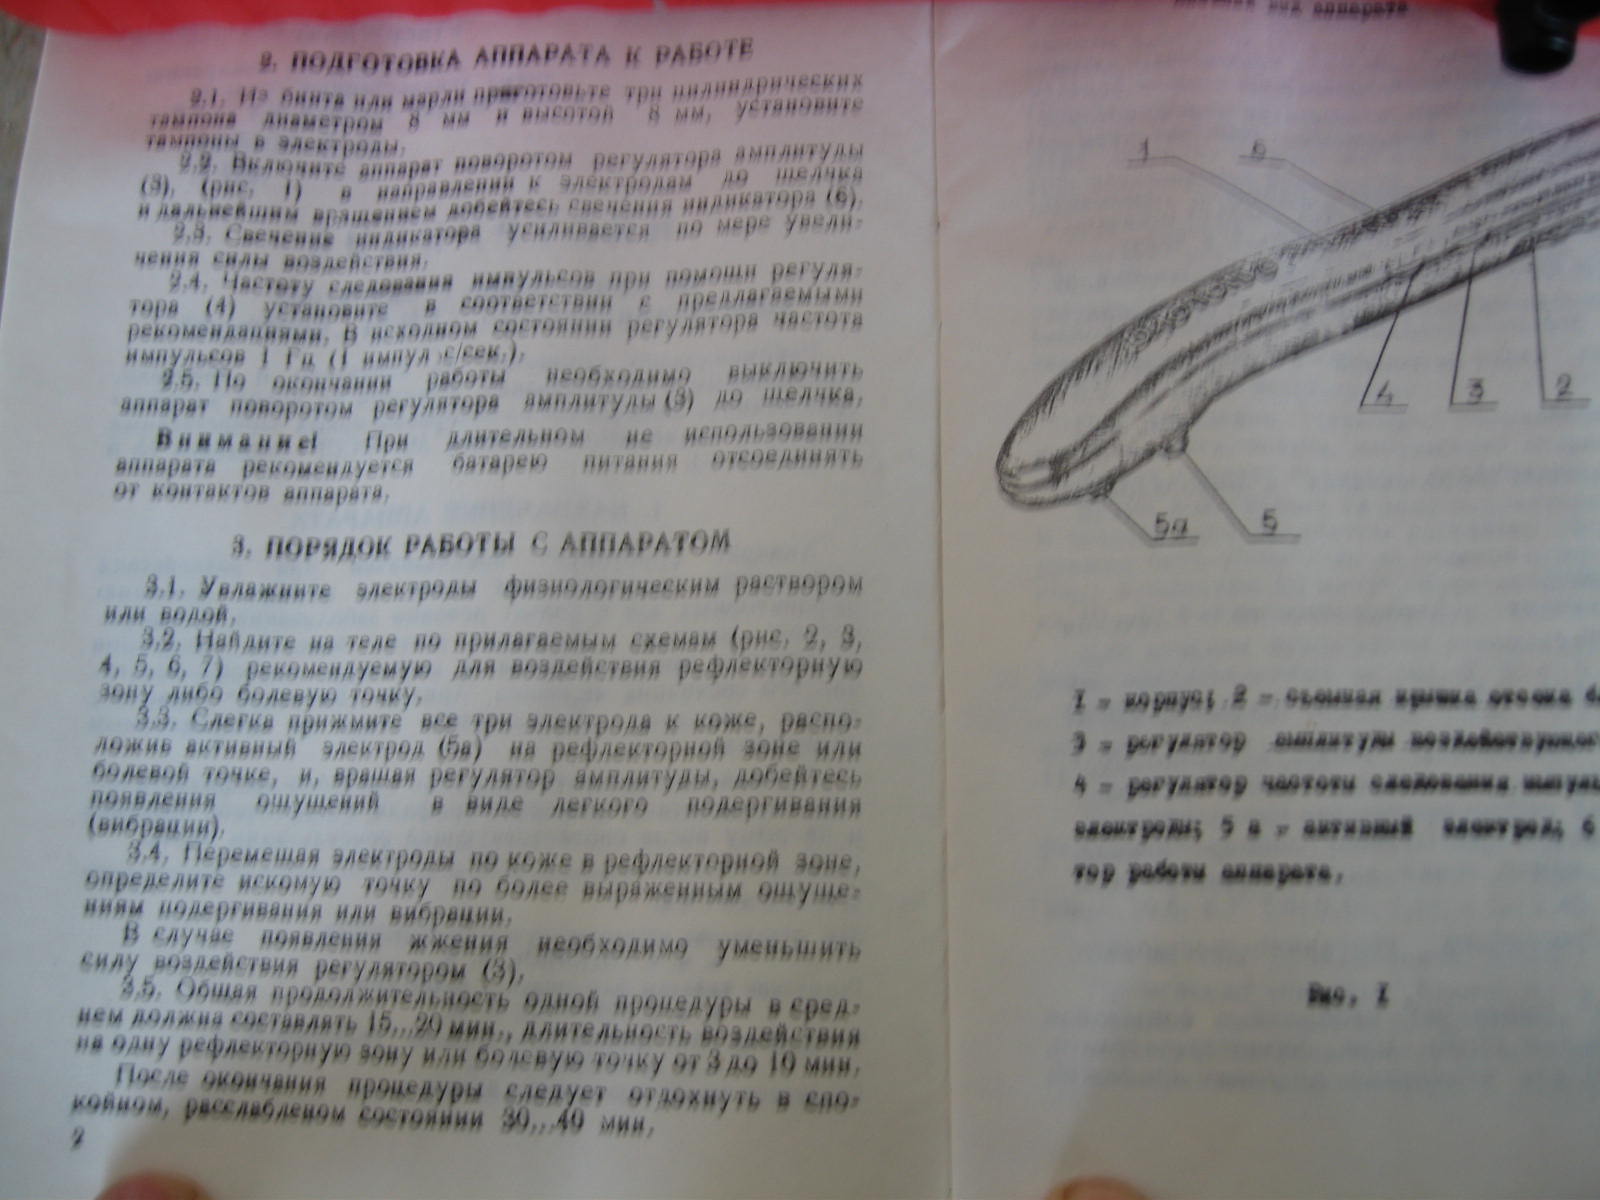 2. ПОДГОТОВКА АППАРАТА К РАБОТЕ
2.1. Из бинта или марли приготовьте три цилиндрических
тампона диаметром 8 мм и высотой 8 мм, установите
тампоны в электроды.
2.2. Включите аппарат поворотом регулятора амплитуды
(3), (рис. 1) в направлении к электродам до щелчка
и дальнейшим вращением добейтесь свечения индикатора (6).
2.3. Свечение индикатора усиливается по мере увели-
чения силы воздействия.
2.4. Частоту следования импульсов при помощи регуля-
тора (4) установите в соответствии с предлагаемыми
рекомендациями. В исходном состоянии регулятора частота
импульсов 1 Гц (1 импул с/сек.).
2.5. По окончании работы необходимо выключить
аппарат поворотом регулятора амплитуды (3) до щелчка.
Внимание! При длительном не использовании
аппарата рекомендуется батарею питания отсоединять
от контактов аппарата.
3. ПОРЯДОК РАБОТЫ С АППАРАТОМ
3.1. Увлажните электроды физиологическим раствором
или водой.
3.2. Найдите на теле по прилагаемым схемам (рис. 2, 3,
4, 5, 6, 7) рекомендуемую для воздействия рефлекторную
зону либо болевую точку.
3.3. Слегка прижмите все три электрода к коже, распо-
ложив активный электрод (5а) на рефлекторной зоне или
болевой точке, и, вращая регулятор амплитуды, добейтесь
появления ощущений в виде легкого подергивания
(вибрации).
3.4. Перемещая электроды по коже в рефлекторной зоне,
определите искомую точку по более выраженным ощуще-
ниям подергивания или вибрации.
В случае появления жжения необходимо уменьшить
силу воздействия регулятором (3).
3.5. Общая продолжительность одной процедуры в сред-
нем должна составлять 15...20 мин., длительность воздействия
на одну рефлекторную зону или болевую точку от 3 до 10 мин.
После окончания процедуры следует отдохнуть в спо-
койном, расслабленом состоянии 30...40 мин.
2
вид аппарата
1
6
4
3
2
5а
5
1 - корпус; 2 - съемная крышка отсека
3 - регулятор амплитуды
4 - регулятор частоты следования
электроды; 5 а - активный электрод; 6
тор работы аппарата.
Рис. 1